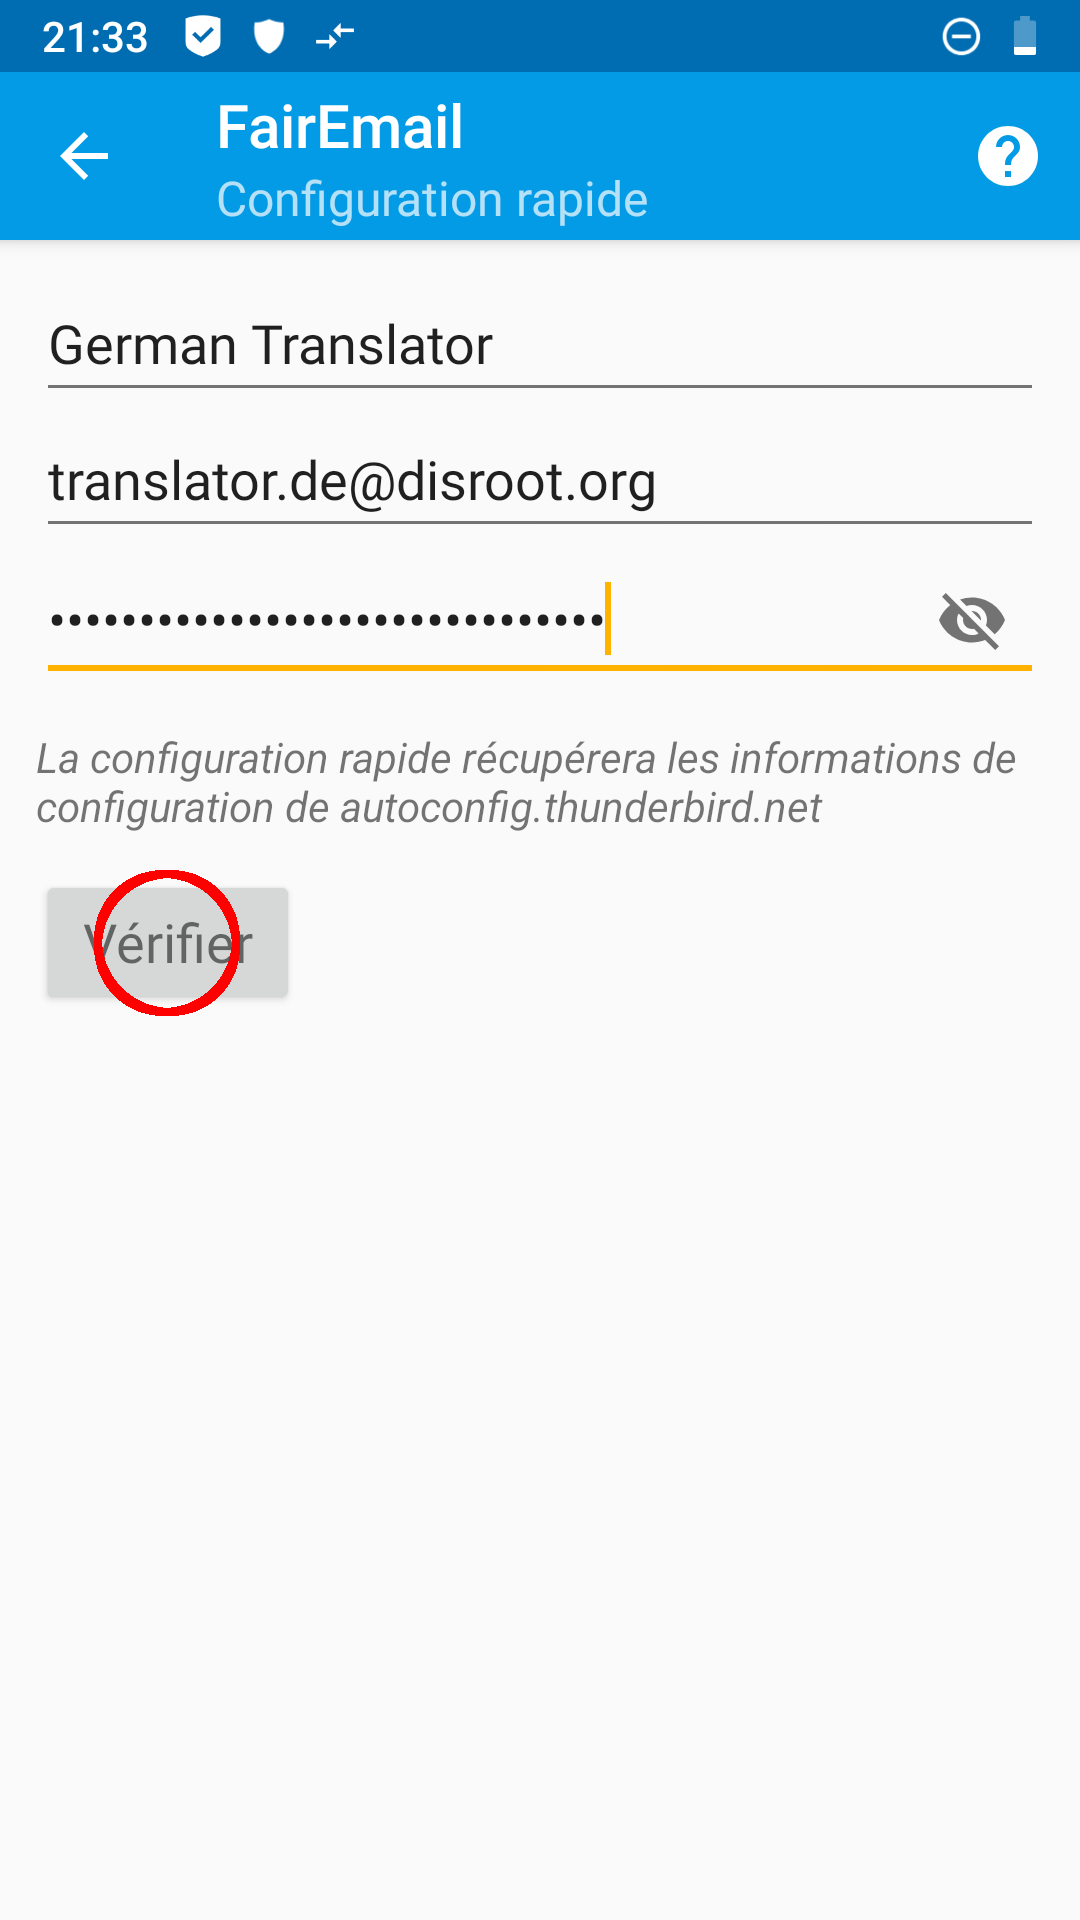 21:33
FairEmail
Configuration rapide
German Translator
translator.de@disroot.org
•••••••••••••••••••••••••••••••
La configuration rapide récupérera les informations de
configuration de autoconfig.thunderbird.net
Vérifier